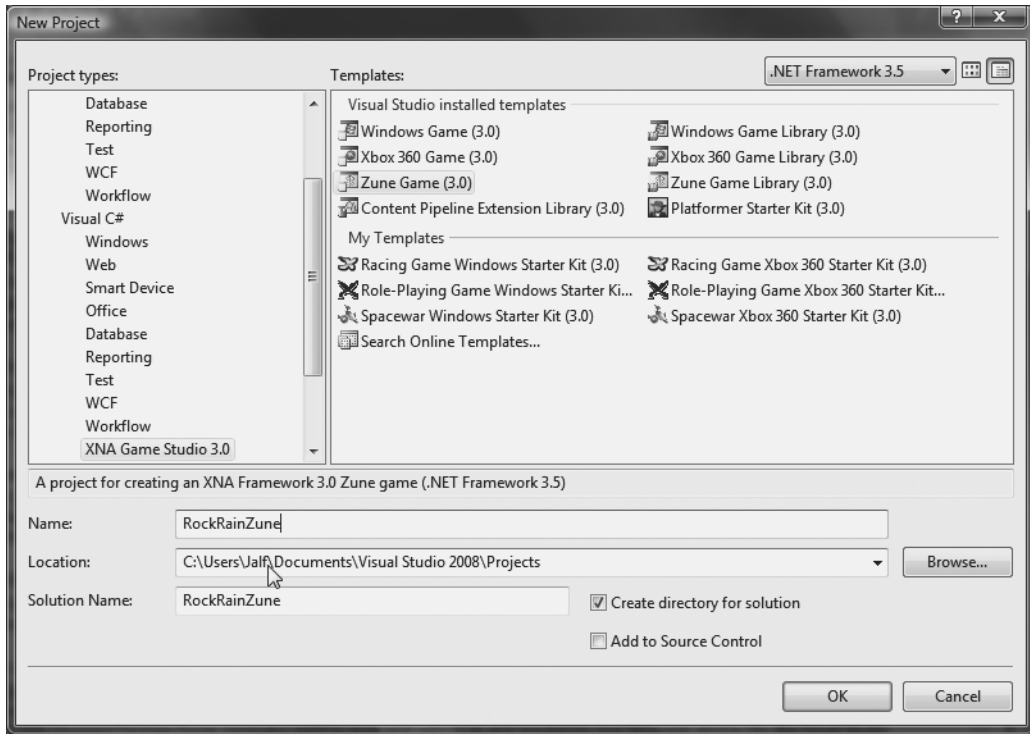 New Project
Project types:
Templates:
.NET Framework 3.5
Database
Reporting
Test
WCF
Workflow
Visual C#
Windows
Web
Smart Device
Office
Database
Reporting
Test
WCF
Workflow
XNA Game Studio 3.0
Visual Studio installed templates
Windows Game (3.0)
Windows Game Library (3.0)
Xbox 360 Game (3.0)
Xbox 360 Game Library (3.0)
Zune Game (3.0)
Zune Game Library (3.0)
Content Pipeline Extension Library (3.0)
Platformer Starter Kit (3.0)
My Templates
Racing Game Windows Starter Kit (3.0)
Racing Game Xbox 360 Starter Kit (3.0)
Role-Playing Game Windows Starter Ki...
Role-Playing Game Xbox 360 Starter Kit...
Spacewar Windows Starter Kit (3.0)
Spacewar Xbox 360 Starter Kit (3.0)
Search Online Templates...
A project for creating an XNA Framework 3.0 Zune game (.NET Framework 3.5)
Name:
RockRainZune
Location:
C:\Users\Jalf\Documents\Visual Studio 2008\Projects
Browse...
Solution Name:
RockRainZune
Create directory for solution
Add to Source Control
OK
Cancel